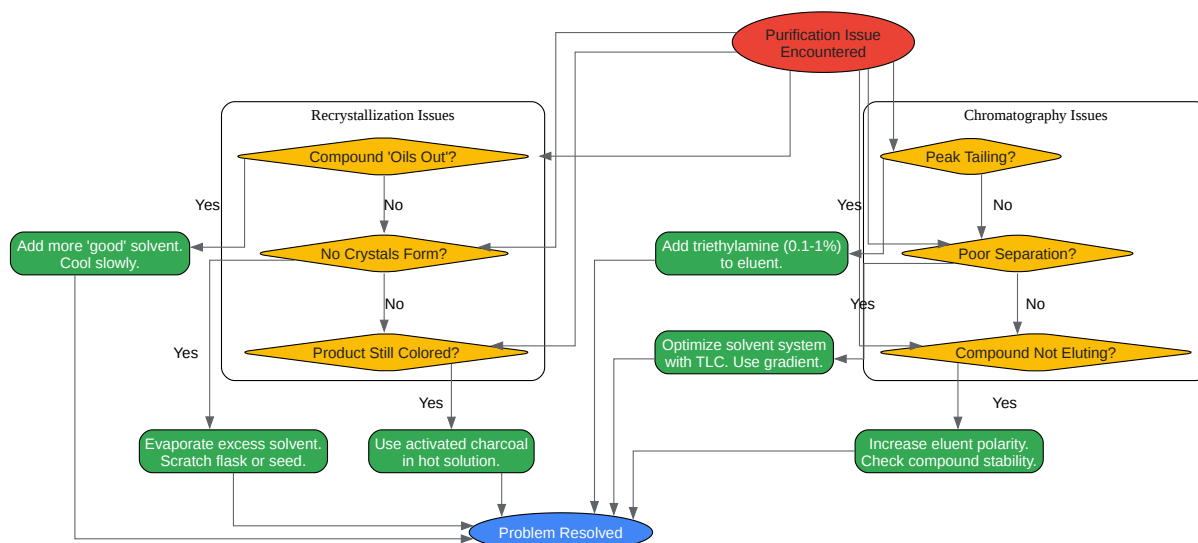 Purification Issue
Encountered
Recrystallization Issues
Chromatography Issues
Compound 'Oils Out'?
Peak Tailing?
Yes
No
Yes
No
Add more 'good' solvent.
Cool slowly.
No Crystals Form?
Add triethylamine (0.1-1%)
to eluent.
Poor Separation?
No
Yes
No
Yes
Product Still Colored?
Optimize solvent system
with TLC. Use gradient.
Compound Not Eluting?
Yes
Yes
Evaporate excess solvent.
Scratch flask or seed.
Use activated charcoal
in hot solution.
Increase eluent polarity.
Check compound stability.
Problem Resolved